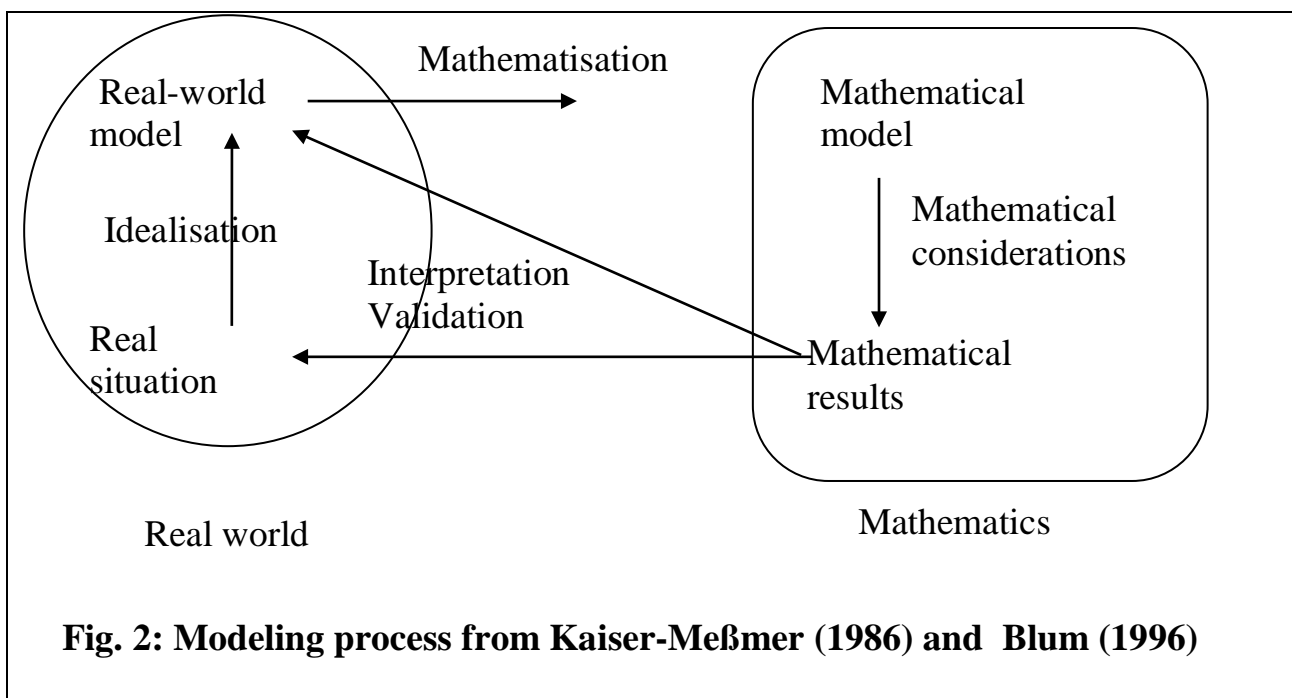 Mathematisation
Real-world
model
Mathematical
model
Idealisation
Mathematical
considerations
Interpretation
Validation
Real
situation
Mathematical
results
Real world
Mathematics
Fig. 2: Modeling process from Kaiser-Meßmer (1986) and Blum (1996)